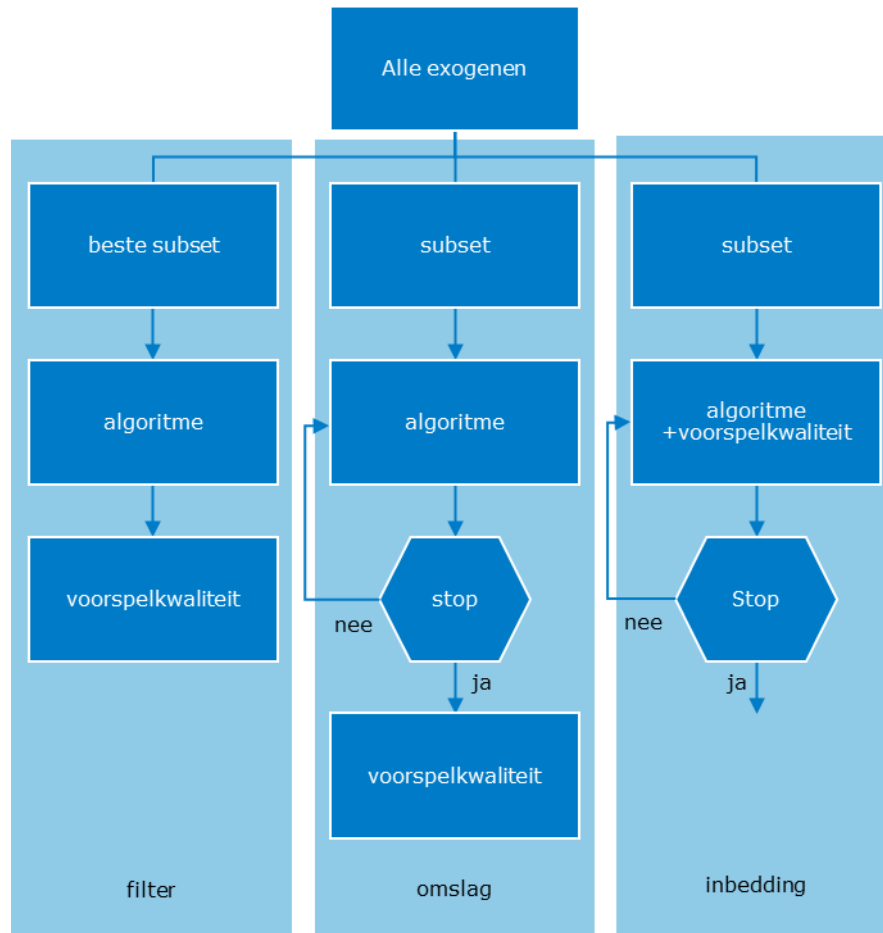 Alle exogenen
beste subset
algoritme
voorspelkwaliteit
filter
subset
algoritme
stop
nee
ja
voorspelkwaliteit
omslag
subset
algoritme
+voorspelkwaliteit
Stop
nee
ja
inbedding